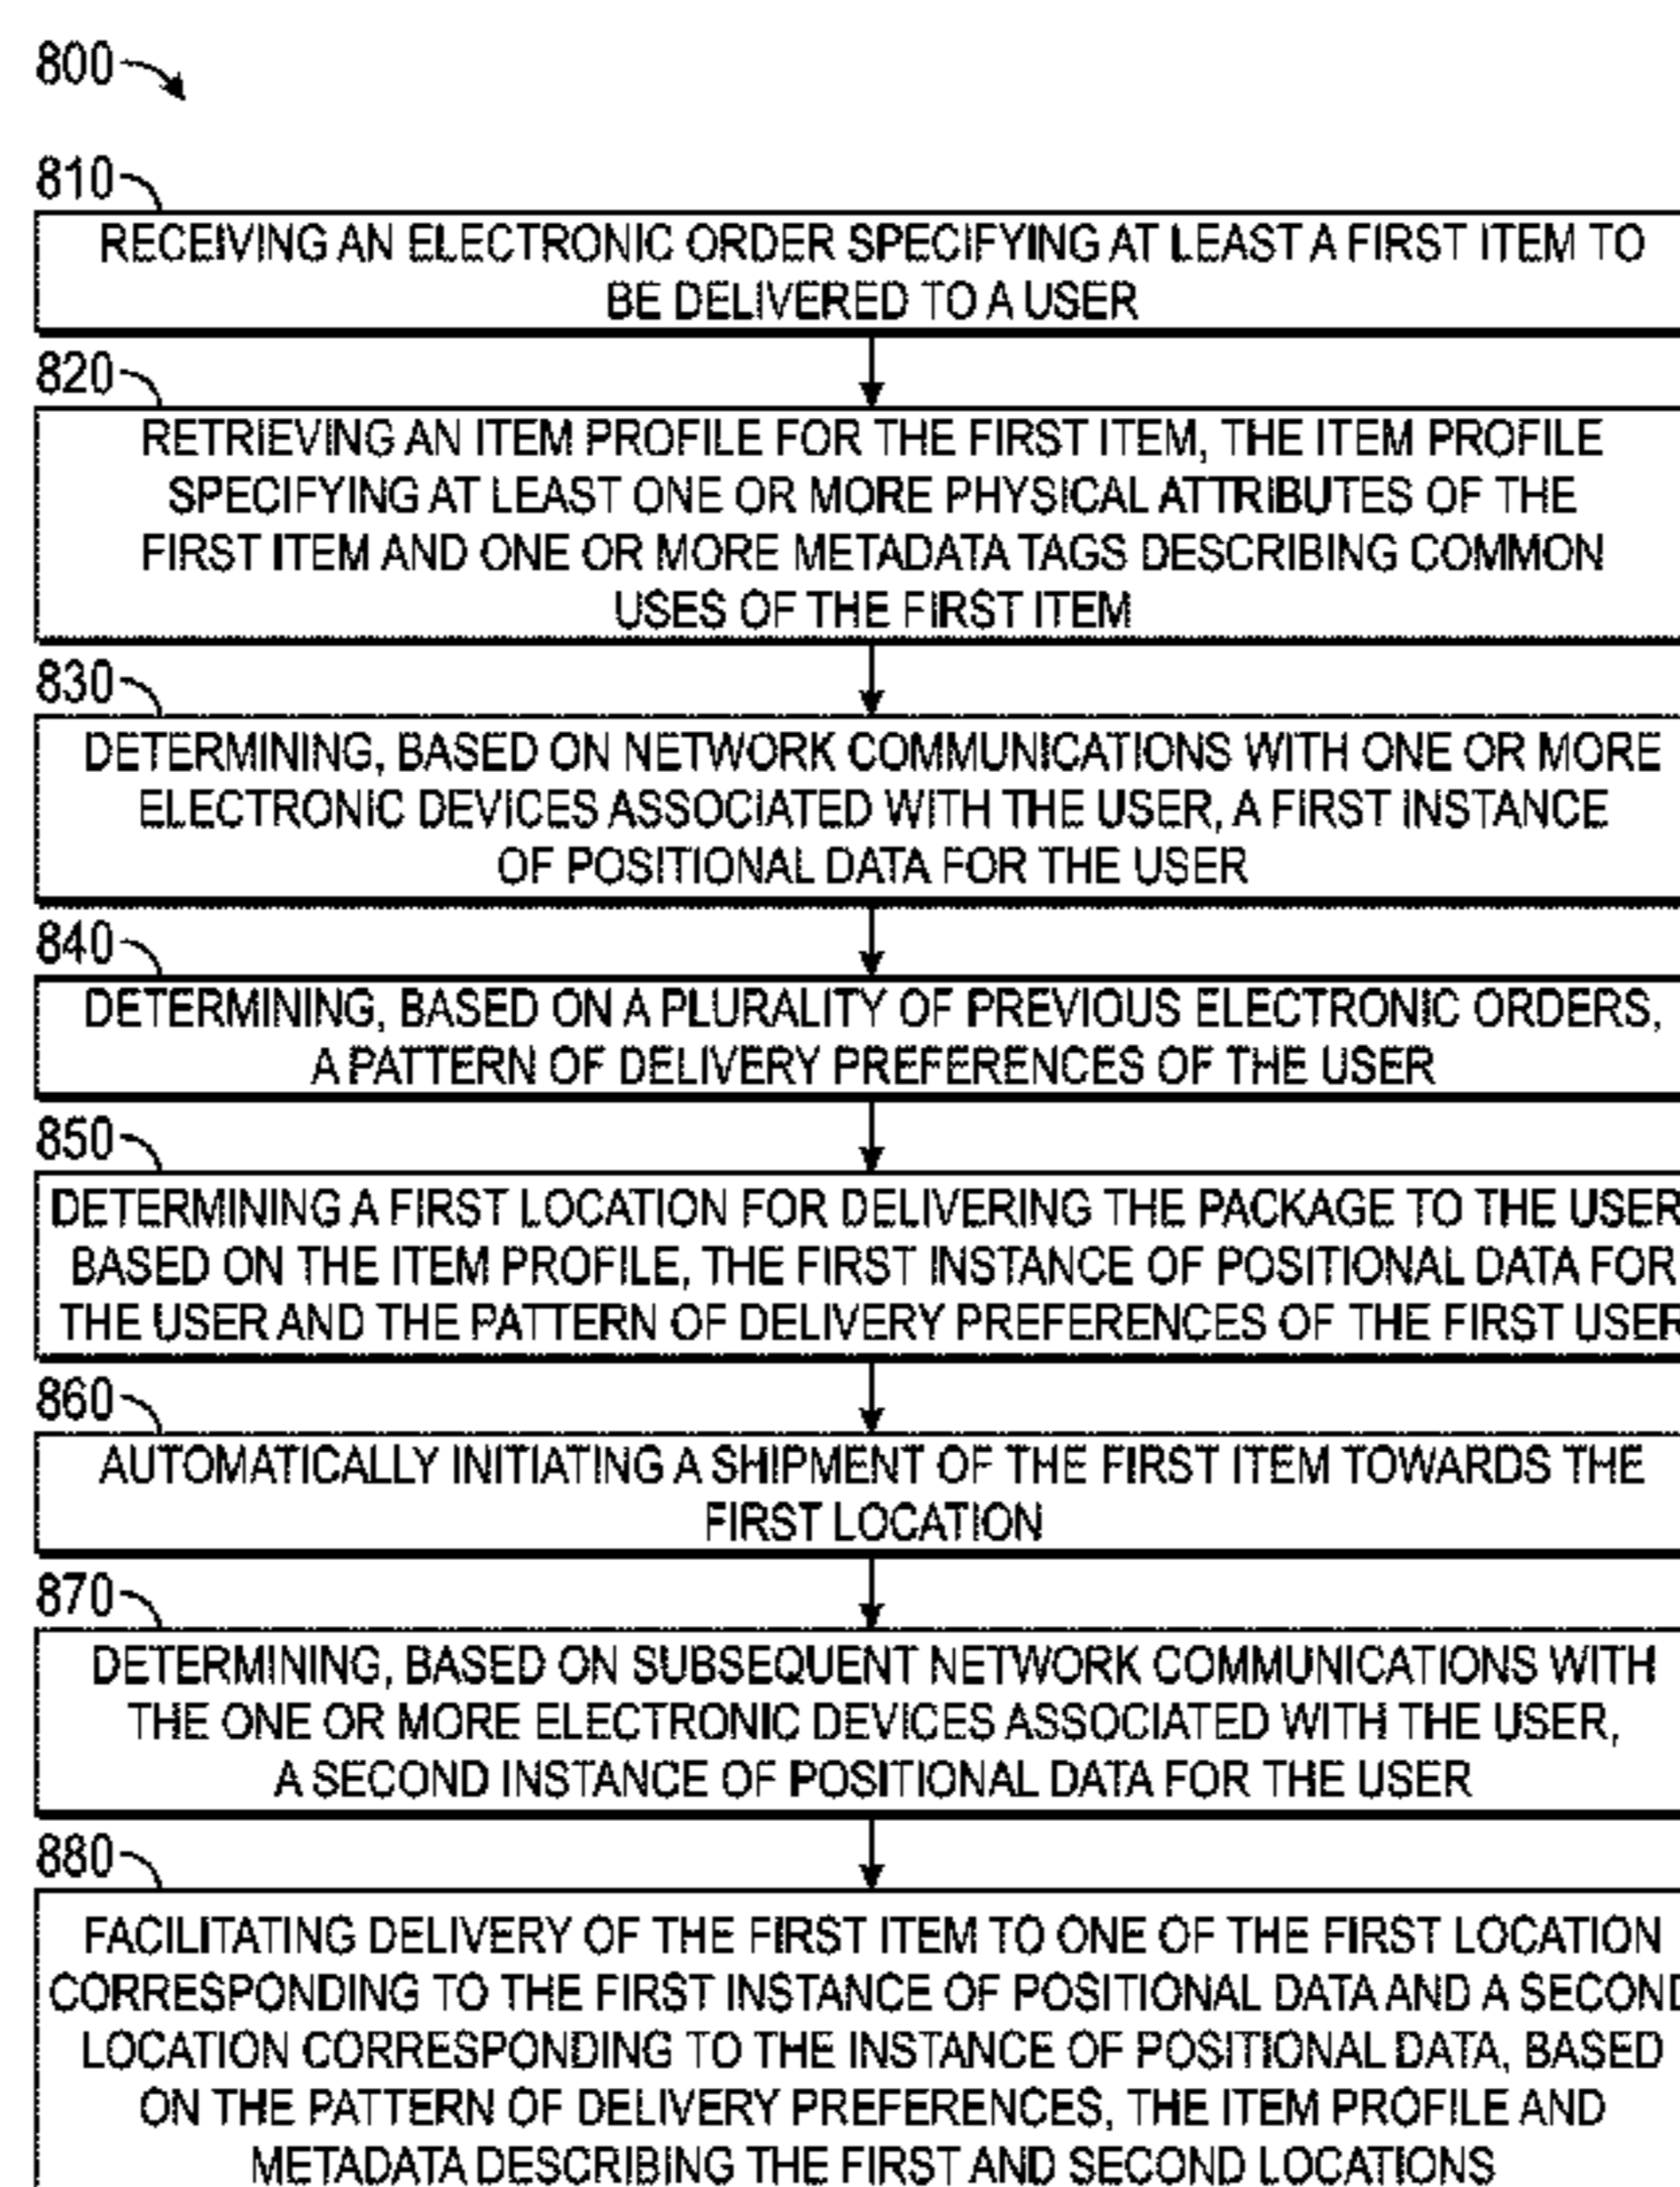 800
810
RECEIVING AN ELECTRONIC ORDER SPECIFYING AT LEAST A FIRST ITEM TO
BE DELIVERED TO A USER
820
RETRIEVING AN ITEM PROFILE FOR THE FIRST ITEM, THE ITEM PROFILE
SPECIFYING AT LEAST ONE OR MORE PHYSICAL ATTRIBUTES OF THE
FIRST ITEM AND ONE OR MORE METADATA TAGS DESCRIBING COMMON
USES OF THE FIRST ITEM
830
DETERMINING, BASED ON NETWORK COMMUNICATIONS WITH ONE OR MORE
ELECTRONIC DEVICES ASSOCIATED WITH THE USER, A FIRST INSTANCE
OF POSITIONAL DATA FOR THE USER
840
DETERMINING, BASED ON A PLURALITY OF PREVIOUS ELECTRONIC ORDERS,
A PATTERN OF DELIVERY PREFERENCES OF THE USER
850
DETERMINING A FIRST LOCATION FOR DELIVERING THE PACKAGE TO THE USER
BASED ON THE ITEM PROFILE, THE FIRST INSTANCE OF POSITIONAL DATA FOR
THE USER AND THE PATTERN OF DELIVERY PREFERENCES OF THE FIRST USER
860
AUTOMATICALLY INITIATING A SHIPMENT OF THE FIRST ITEM TOWARDS THE
FIRST LOCATION
870
DETERMINING, BASED ON SUBSEQUENT NETWORK COMMUNICATIONS WITH
THE ONE OR MORE ELECTRONIC DEVICES ASSOCIATED WITH THE USER,
A SECOND INSTANCE OF POSITIONAL DATA FOR THE USER
880
FACILITATING DELIVERY OF THE FIRST ITEM TO ONE OF THE FIRST LOCATION
CORRESPONDING TO THE FIRST INSTANCE OF POSITIONAL DATA AND A SECOND
LOCATION CORRESPONDING TO THE INSTANCE OF POSITIONAL DATA, BASED
ON THE PATTERN OF DELIVERY PREFERENCES, THE ITEM PROFILE AND
METADATA DESCRIBING THE FIRST AND SECOND LOCATIONS